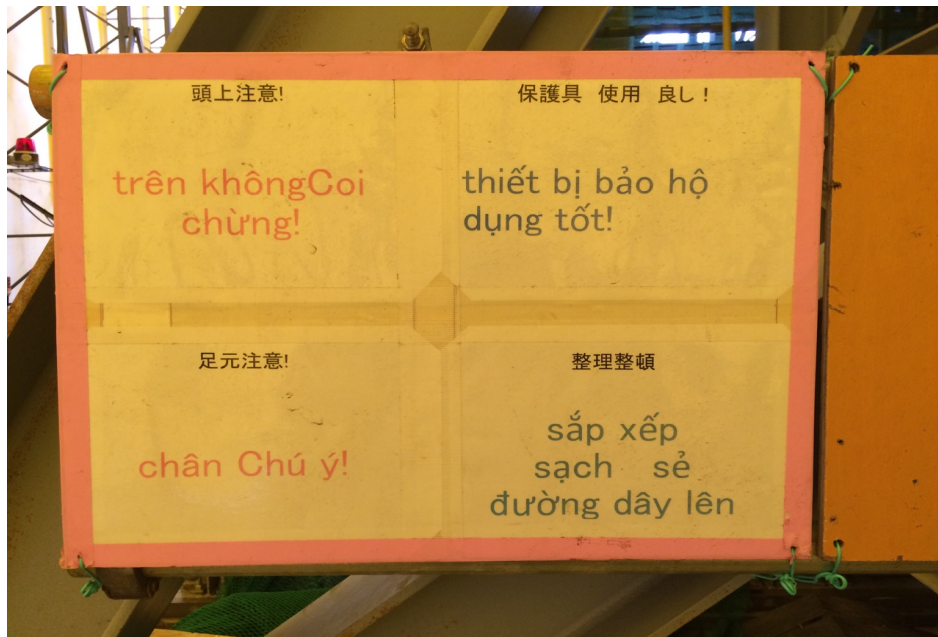 頭上注意!
trên khôngCoi
chừng!
保護具 使用 良し!
thiết bị bảo hộ
dụng tốt!
足元注意!
chân Chú ý!
整理整頓
sắp xếp
sạch sẻ
đường dây lên